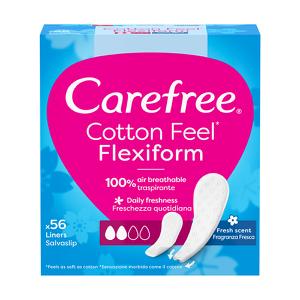 Carefree®
Cotton Feel*
Flexiform
100% air breathable
traspirante
* Daily freshness
Freschezza quotidiana
x56
Liners
Salvaslip
Fresh scent
Fragranza Fresca
*Feels as soft as cotton *Sensazione morbida come il cotone